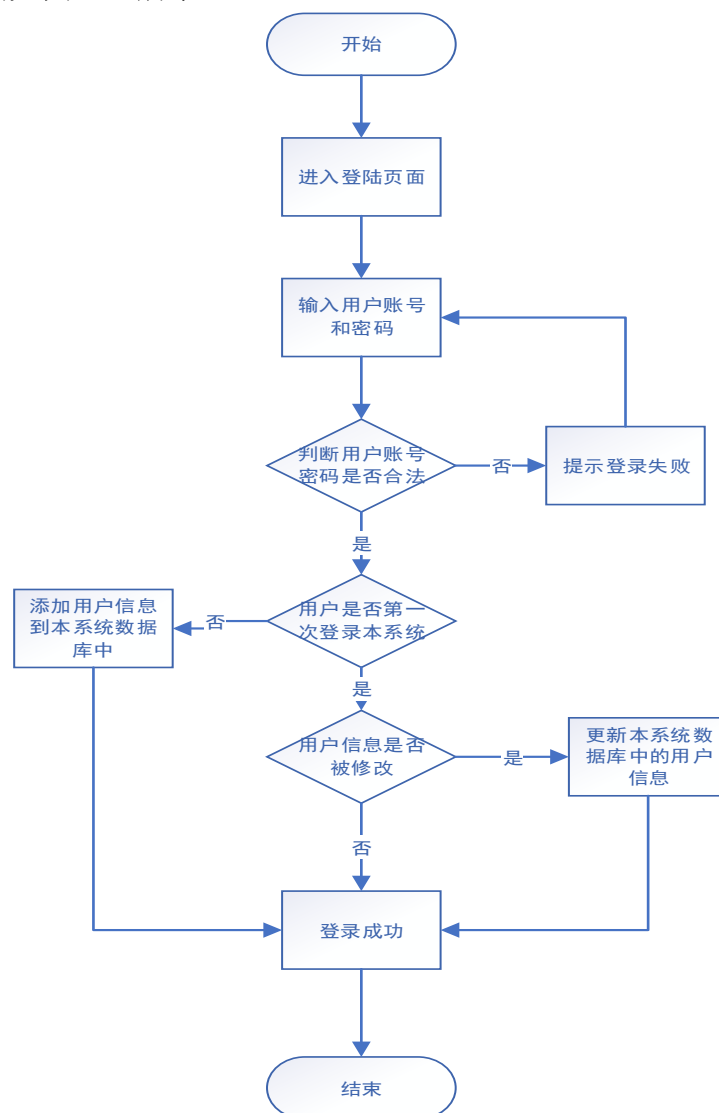 开始
进入登陆页面
输入用户账号
和密码
判断用户账号
密码是否合法
否
提示登录失败
是
用户是否第一
次登录本系统
否
添加用户信息
到本系统数据
库中
是
用户信息是否
被修改
是
更新本系统数
据库中的用户
信息
否
登录成功
结束